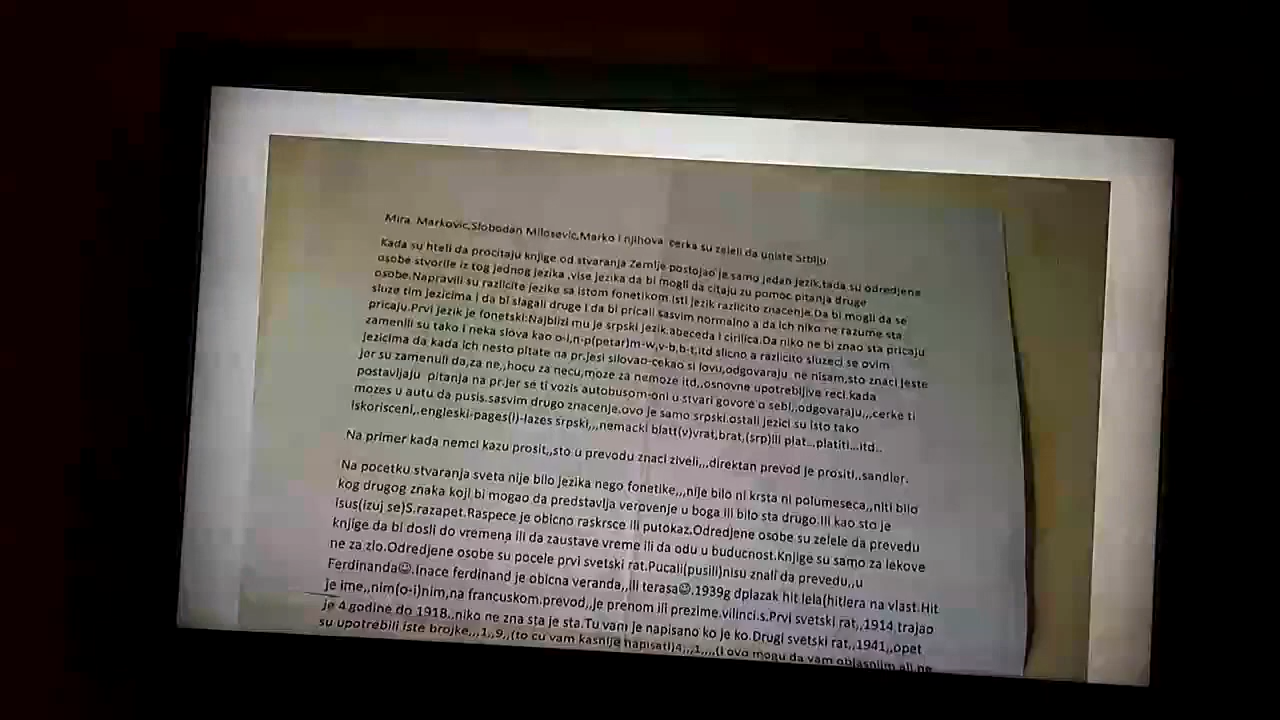 Mira Markovic,Slobodan Milosevic,Marko i njihova cerka su zeleli da uniste Srbiju
Kada su hteli da procitaju knjige od stvaranja Zemlje postojao je samo jedan jezik,tada su odredjene
osobe stvorile iz tog jednog jezika ,vise jezika da bi mogli da citaju zu pomoc pitanja druge
osobe.Napravili su razlicite jezike sa istom fonetikom.isti jezik razlicito znacenje.Da bi mogli da se
sluze tim jezicima i da bi slagali druge i da bi pricali sasvim normalno a da ich niko ne razume sta
pricaju.Prvi jezik je fonetski.Najblizi mu je srpski jezik.abeceda i cirilica.Da niko ne bi znao sta pricaju
zamenili su tako i neka slova kao o-i,n-p(petar)m-w,v-b,b-t,itd slicno a razlicito sluzeci se ovim
jezicima da kada ich nesto pitate na pr.jesi silovao-cekao si lovu,odgovaraju ne nisam,sto znaci jeste
jer su zamenuli da,za ne,,hocu za necu,moze za nemoze itd,,osnovne upotrebljive reci.kada
postavljaju pitanja na pr.jer se ti vozis autobusom-oni u stvari govore o sebi,,odgovaraju,,,cerke ti
mozes u autu da pusis.sasvim drugo znacenje.ovo je samo srpski.ostali jezici su isto tako
iskorisceni,,engleski-pages(l)-lazes srpski,,,nemacki blatt(v)vrat,brat,(srp)ili plat...platiti...itd..
Na primer kada nemci kazu prosit,,sto u prevodu znaci ziveli,,,direktan prevod je prositi,,sandler.
Na pocetku stvaranja sveta nije bilo jezika nego fonetike,,,nije bilo ni krsta ni polumeseca,,niti bilo
kog drugog znaka koji bi mogao da predstavlja verovenje u boga ili bilo sta drugo.Ili kao sto je
isus(izuj se)S.razapet.Raspece je obicno raskrsce ili putokaz.Odredjene osobe su zelele da prevedu
knjige da bi dosli do vremena ili da zaustave vreme ili da odu u buducnost.Knjige su samo za lekove
ne za zlo.Odredjene osobe su pocele prvi svetski rat.Pucali(pusili)nisu znali da prevedu,,u
Ferdinanda☺.Inace ferdinand je obicna veranda,,ili terasa☺.1939g dplazak hit lela(hitlera na vlast.Hit
je ime,,nim(o-i)nim,na francuskom.prevod,,je prenom ili prezime.vilinci.s.Prvi svetski rat,,1914 trajao
je 4.godine do 1918,,niko ne zna sta je sta.Tu vam je napisano ko je ko.Drugi svetski rat,,1941,,opet
su upotrebili iste brojke,,,1,,9,,(to cu vam kasnije napisati)4,,,1,,,,(i ovo mogu da vam objasnim ali ne